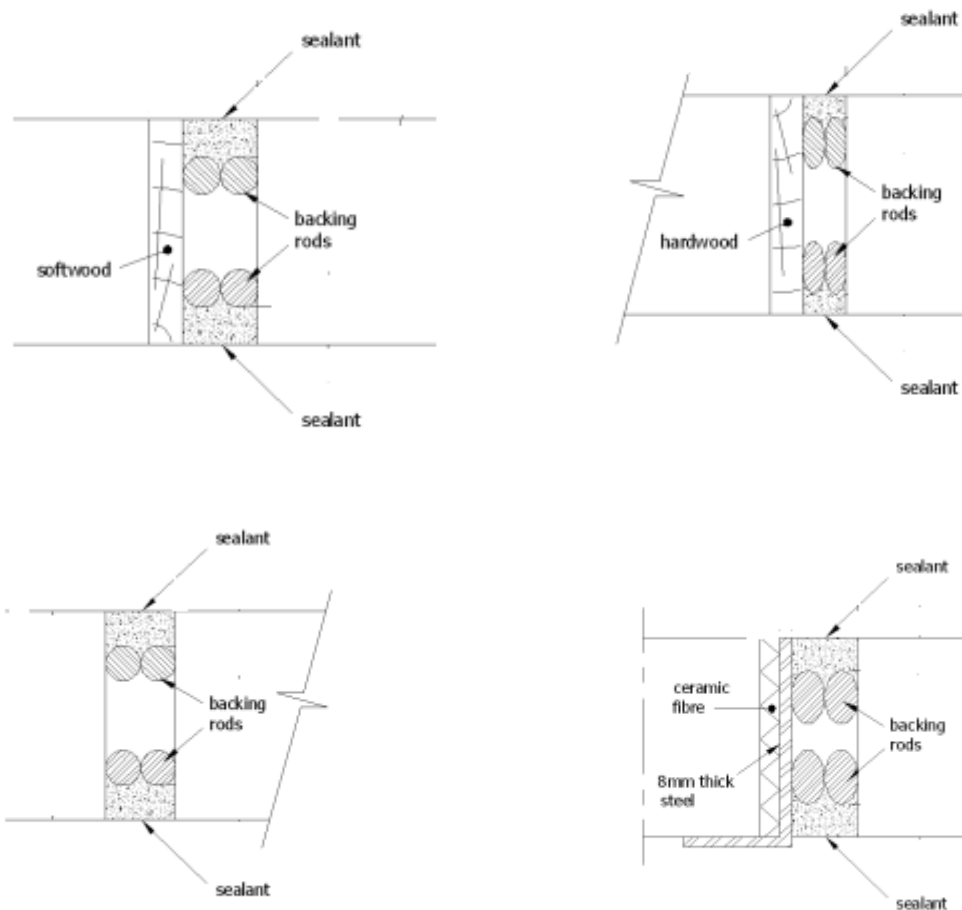 sealant
backing
rods
softwood
sealant
sealant
backing
rods
hardwood
sealant
sealant
backing
rods
sealant
sealant
ceramic
fibre
backing
rods
8mm thick
steel
sealant